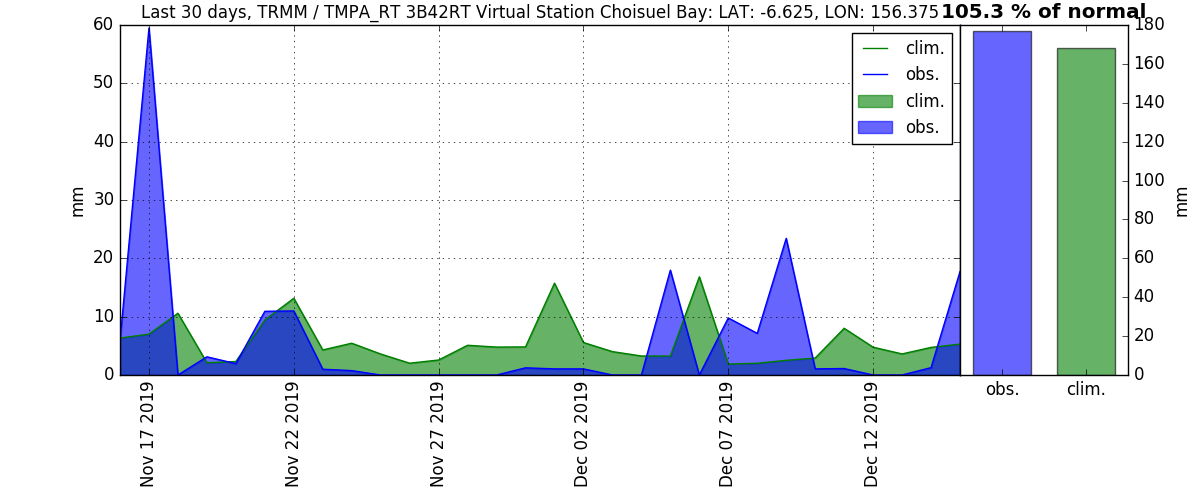 Last 30 days, TRMM / TMPA_RT 3B42RT Virtual Station Choisuel Bay: LAT: -6.625, LON: 156.375
105.3 % of normal
60
50
40
30
20
10
0
mm
clim.
obs.
clim.
obs.
Nov 17 2019
Nov 22 2019
Nov 27 2019
Dec 02 2019
Dec 07 2019
Dec 12 2019
180
160
140
120
100
80
60
40
20
0
mm
obs.
clim.